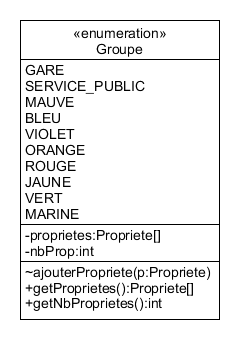 «enumeration»
Groupe
GARE
SERVICE_PUBLIC
MAUVE
BLEU
VIOLET
ORANGE
ROUGE
JAUNE
VERT
MARINE
-proprietes:Propriete[]
-nbProp:int
~ajouterPropriete(p:Propriete)
+getProprietes():Propriete[]
+getNbProprietes():int